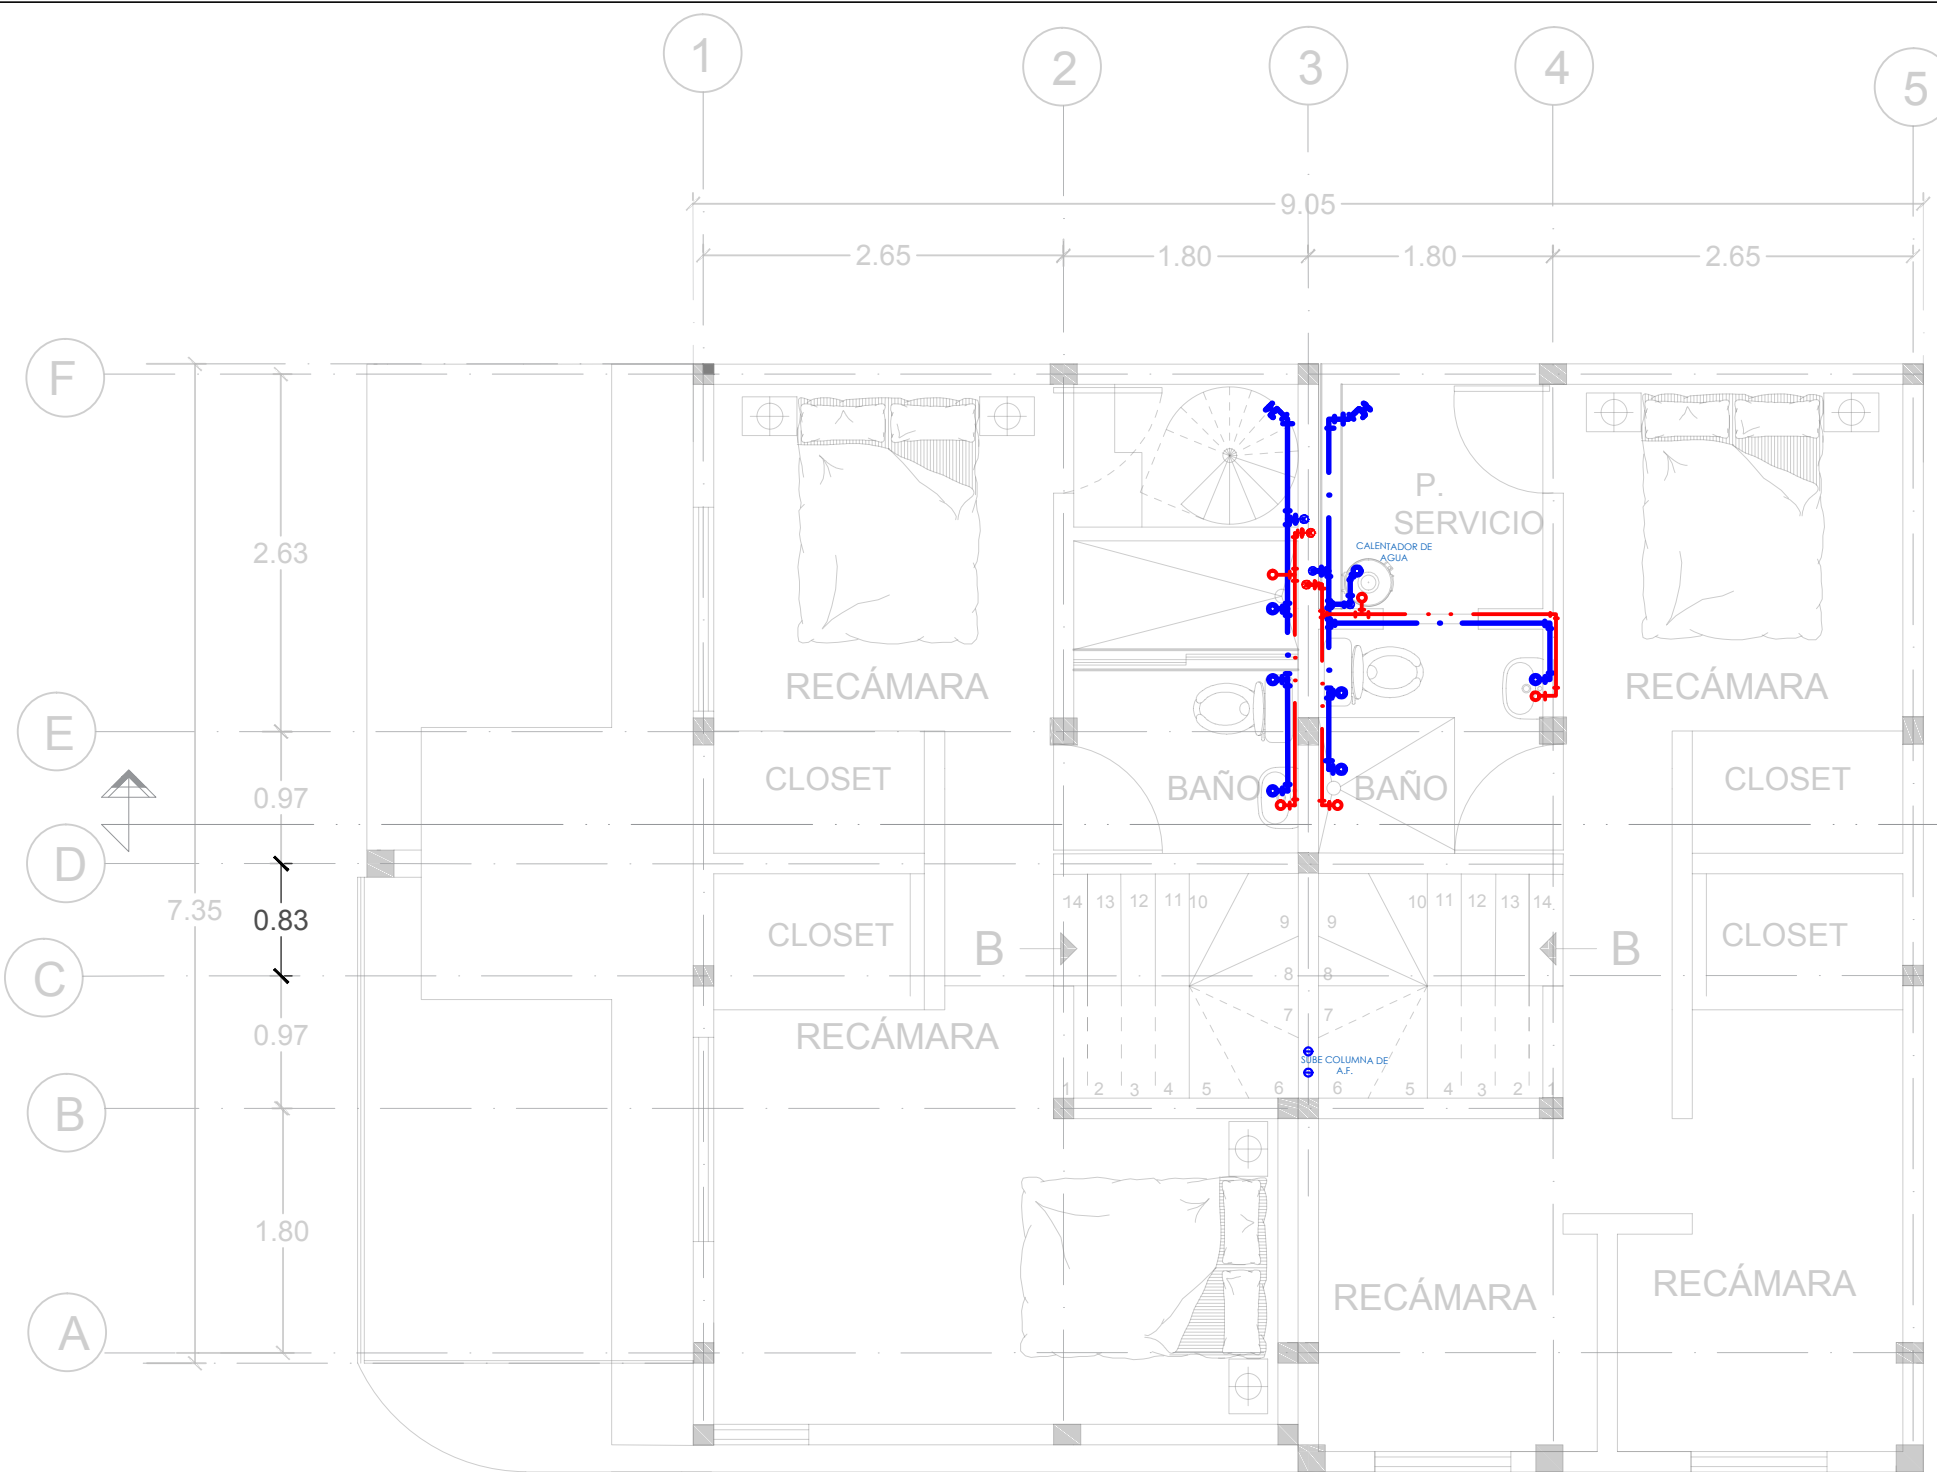 1
2
3
4
5
9.05
2.65
1.80
1.80
2.65
F
P.
SERVICIO
CALENTADOR DE
AGUA
2.63
RECÁMARA
RECÁMARA
E
CLOSET
BAÑO
BAÑO
CLOSET
0.97
D
7.35
0.83
14 13 12 11 10
10 11 12 13 14
9 9
CLOSET
B
B
CLOSET
8 8
C
7 7
0.97
RECÁMARA
SUBE COLUMNA DE
A.F.
1 2 3 4 5 6
6 5 4 3 2 1
B
1.80
RECÁMARA
RECÁMARA
A